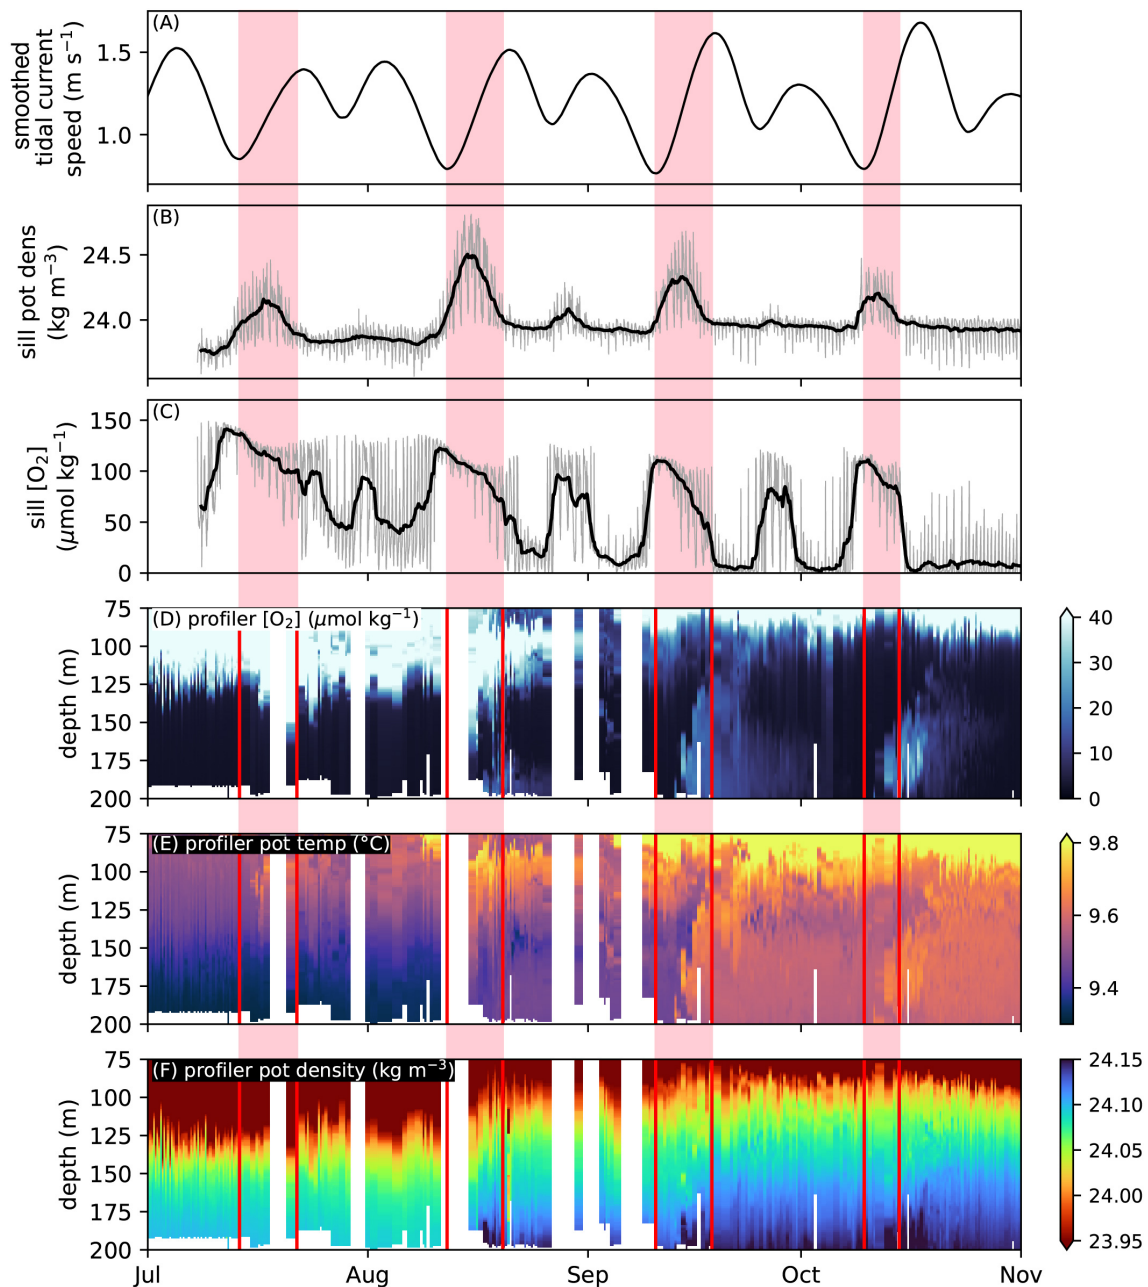 (A)
smoothed
tidal current
speed (m s⁻¹)
1.5
1.0
(B)
sill pot dens
(kg m⁻³)
24.5
24.0
(C)
sill [O₂]
(μmol kg⁻¹)
150
100
50
0
(D) profiler [O₂] (μmol kg⁻¹)
depth (m)
75
100
125
150
175
200
40
30
20
10
0
(E) profiler pot temp (°C)
depth (m)
75
100
125
150
175
200
9.8
9.6
9.4
(F) profiler pot density (kg m⁻³)
depth (m)
75
100
125
150
175
200
24.15
24.10
24.05
24.00
23.95
Jul
Aug
Sep
Oct
Nov